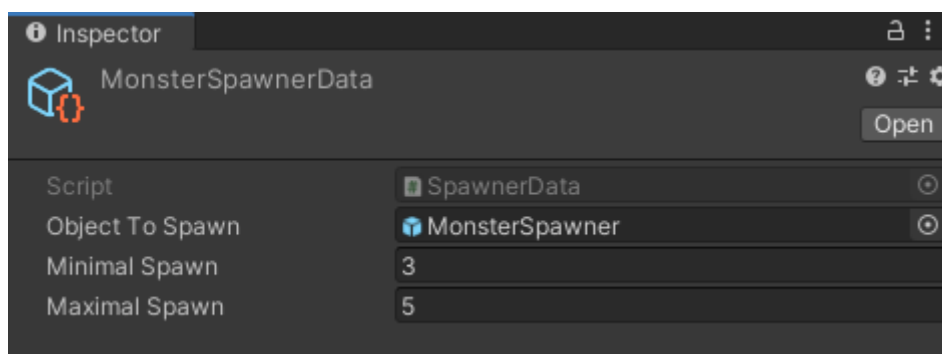 Inspector
MonsterSpawnerData
Open
Script SpawnerData
Object To Spawn MonsterSpawner
Minimal Spawn 3
Maximal Spawn 5